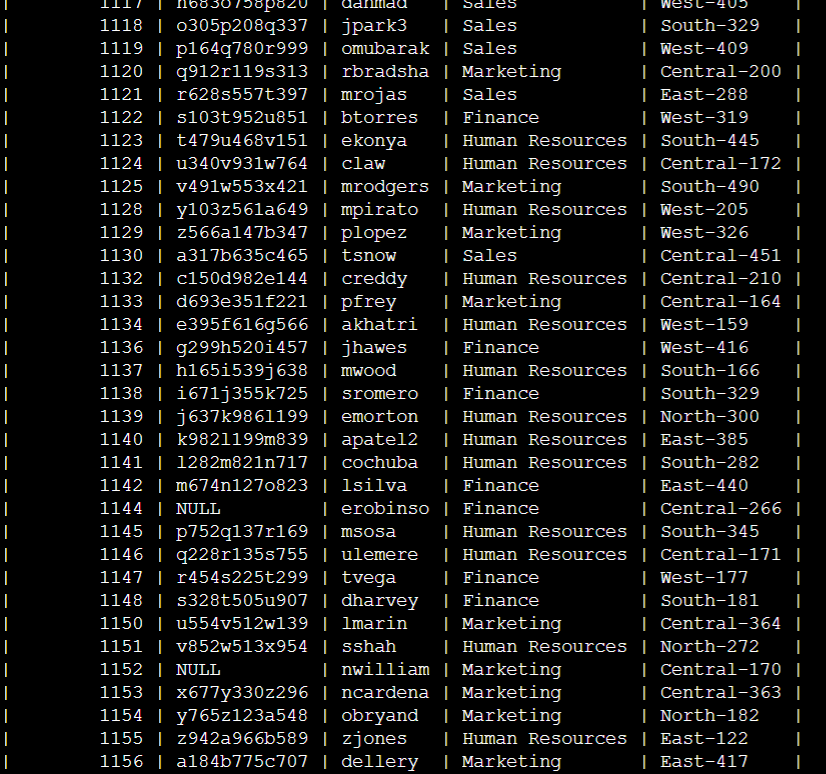 | 1117 | n683o758p820 | dahmad | Sales | West-405 |
| 1118 | o305p208q337 | jpark3 | Sales | South-329 |
| 1119 | p164q780r999 | omubarak | Sales | West-409 |
| 1120 | q912r119s313 | rbradsha | Marketing | Central-200 |
| 1121 | r628s557t397 | mrojas | Sales | East-288 |
| 1122 | s103t952u851 | btorres | Finance | West-319 |
| 1123 | t479u468v151 | ekonya | Human Resources | South-445 |
| 1124 | u340v931w764 | claw | Human Resources | Central-172 |
| 1125 | v491w553x421 | mrodgers | Marketing | South-490 |
| 1128 | y103z561a649 | mpirato | Human Resources | West-205 |
| 1129 | z566a147b347 | plopez | Marketing | West-326 |
| 1130 | a317b635c465 | tsnow | Sales | Central-451 |
| 1132 | c150d982e144 | creddy | Human Resources | Central-210 |
| 1133 | d693e351f221 | pfrey | Marketing | Central-164 |
| 1134 | e395f616g566 | akhatri | Human Resources | West-159 |
| 1136 | g299h520i457 | jhawes | Finance | West-416 |
| 1137 | h165i539j638 | mwood | Human Resources | South-166 |
| 1138 | i671j355k725 | sromero | Finance | South-329 |
| 1139 | j637k986l199 | emorton | Human Resources | North-300 |
| 1140 | k982l199m839 | apatel2 | Human Resources | East-385 |
| 1141 | l282m821n717 | cochuba | Human Resources | South-282 |
| 1142 | m674n127o823 | lsilva | Finance | East-440 |
| 1144 | NULL | erobinso | Finance | Central-266 |
| 1145 | p752q137r169 | msosa | Human Resources | South-345 |
| 1146 | q228r135s755 | ulemere | Human Resources | Central-171 |
| 1147 | r454s225t299 | tvega | Finance | West-177 |
| 1148 | s328t505u907 | dharvey | Finance | South-181 |
| 1150 | u554v512w139 | lmarin | Marketing | Central-364 |
| 1151 | v852w513x954 | sshah | Human Resources | North-272 |
| 1152 | NULL | nwilliam | Marketing | Central-170 |
| 1153 | x677y330z296 | ncardena | Marketing | Central-363 |
| 1154 | y765z123a548 | obryand | Marketing | North-182 |
| 1155 | z942a966b589 | zjones | Human Resources | East-122 |
| 1156 | a184b775c707 | dellery | Marketing | East-417 |